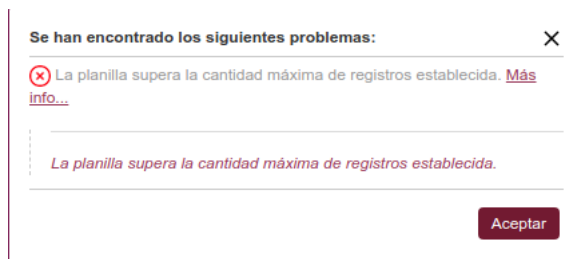 Se han encontrado los siguientes problemas:
La planilla supera la cantidad máxima de registros establecida. Más
info...
La planilla supera la cantidad máxima de registros establecida.
Aceptar